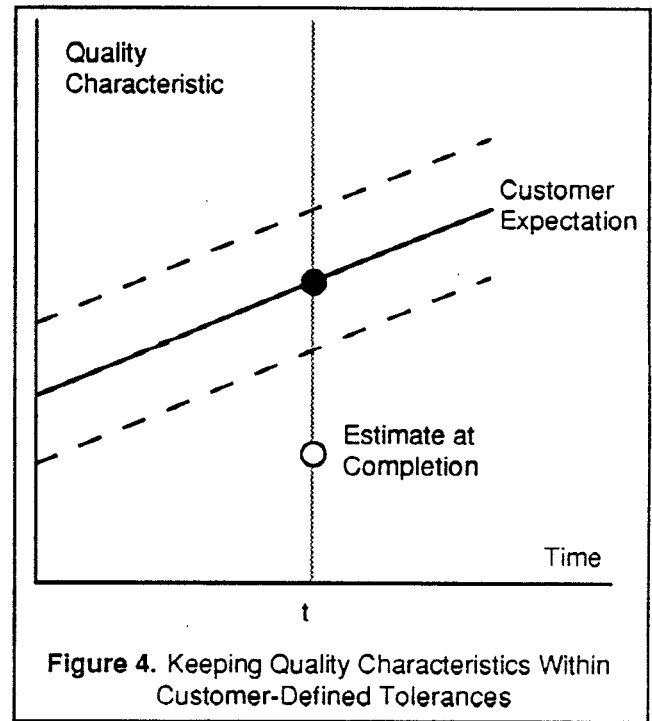 Quality
Characteristic
Customer
Expectation
Estimate at
Completion
Time
t
Figure 4. Keeping Quality Characteristics Within
Customer-Defined Tolerances